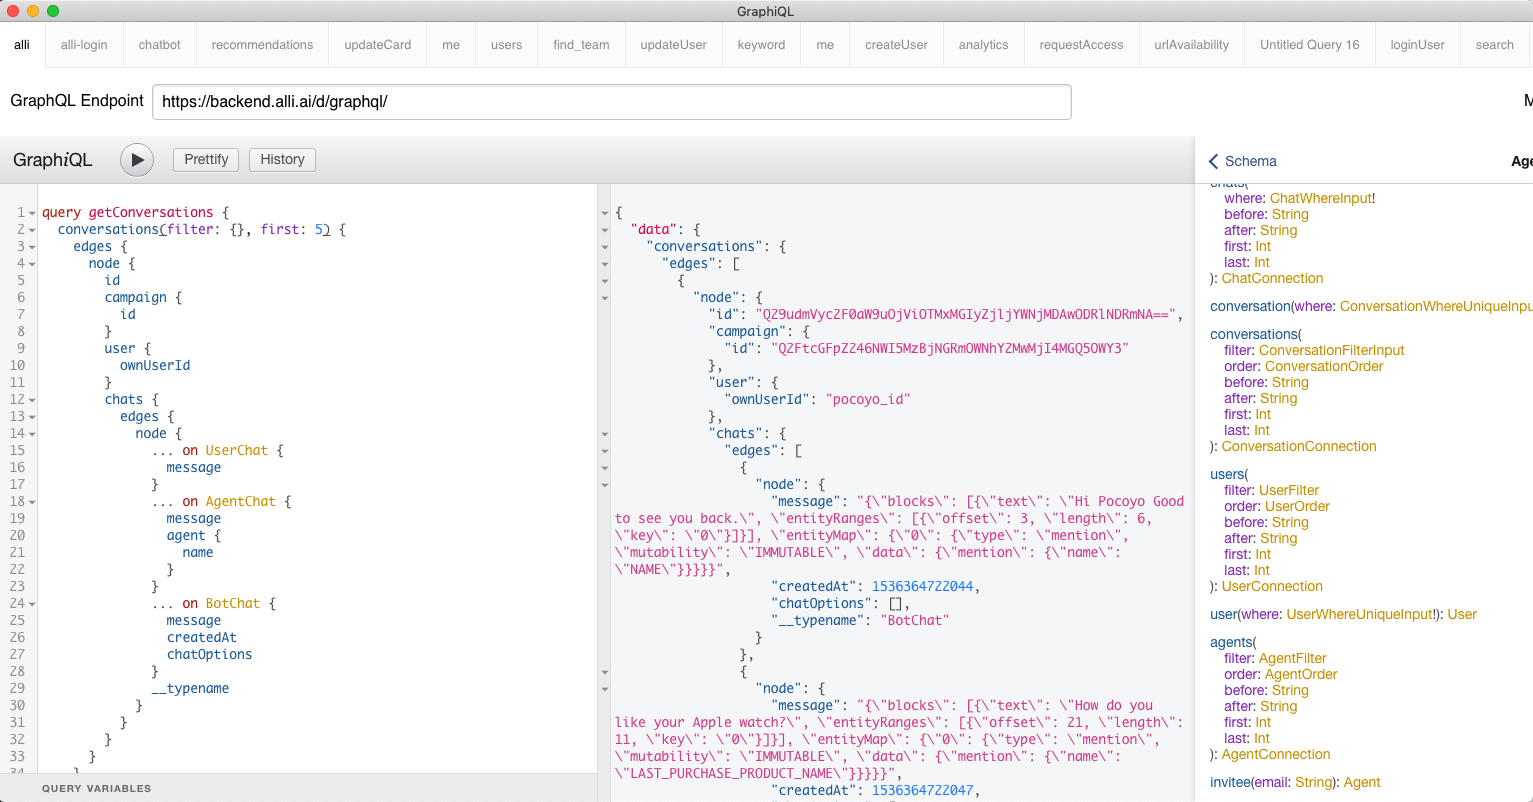 GraphiQL
alli alli-login chatbot recommendations updateCard me users find_team updateUser keyword me createUser analytics requestAccess urlAvailability Untitled Query 16 loginUser search
GraphQL Endpoint https://backend.alli.ai/d/graphql/
GraphiQL Prettify History
1 query getConversations {
2 conversations(filter: {}, first: 5) {
3 edges {
4 node {
5 id
6 campaign {
7 id
8 }
9 user {
10 ownUserId
11 }
12 chats {
13 edges {
14 node {
15 ... on UserChat {
16 message
17 }
18 ... on AgentChat {
19 message
20 agent {
21 name
22 }
23 }
24 ... on BotChat {
25 message
26 createdAt
27 chatOptions
28 }
29 __typename
30 }
31 }
32 }
33 }
34 }
QUERY VARIABLES
{
"data": {
"conversations": {
"edges": [
{
"node": {
"id": "Q29udmVyc2F0aW9uOjViOTMxMGIyZjljYWNjMDAwODRlNDRmNA==",
"campaign": {
"id": "Q2FtcGFpZ246NWI5MzBjNGRmOWNhY2MwMjI4MGQ5OWY3"
},
"user": {
"ownUserId": "pocoyo_id"
},
"chats": {
"edges": [
{
"node": {
"message": "{\"blocks\": [{\"text\": \"Hi Pocoyo Good
to see you back.\", \"entityRanges\": [{\"offset\": 3, \"length\": 6,
\"key\": \"0\"}]}], \"entityMap\": {\"0\": {\"type\": \"mention\",
\"mutability\": \"IMMUTABLE\", \"data\": {\"mention\": {\"name\":
\"NAME\"}}}}}",
"createdAt": 1536364722044,
"chatOptions": [],
"__typename": "BotChat"
}
},
{
"node": {
"message": "{\"blocks\": [{\"text\": \"How do you
like your Apple watch?\", \"entityRanges\": [{\"offset\": 21, \"length\":
11, \"key\": \"0\"}]}], \"entityMap\": {\"0\": {\"type\": \"mention\",
\"mutability\": \"IMMUTABLE\", \"data\": {\"mention\": {\"name\":
\"LAST_PURCHASE_PRODUCT_NAME\"}}}}}",
"createdAt": 1536364722047,
Schema
chats(
where: ChatWhereInput!
before: String
after: String
first: Int
last: Int
): ChatConnection
conversation(where: ConversationWhereUniqueInpu
conversations(
filter: ConversationFilterInput
order: ConversationOrder
before: String
after: String
first: Int
last: Int
): ConversationConnection
users(
filter: UserFilter
order: UserOrder
before: String
after: String
first: Int
last: Int
): UserConnection
user(where: UserWhereUniqueInput!): User
agents(
filter: AgentFilter
order: AgentOrder
before: String
after: String
first: Int
last: Int
): AgentConnection
invitee(email: String): Agent